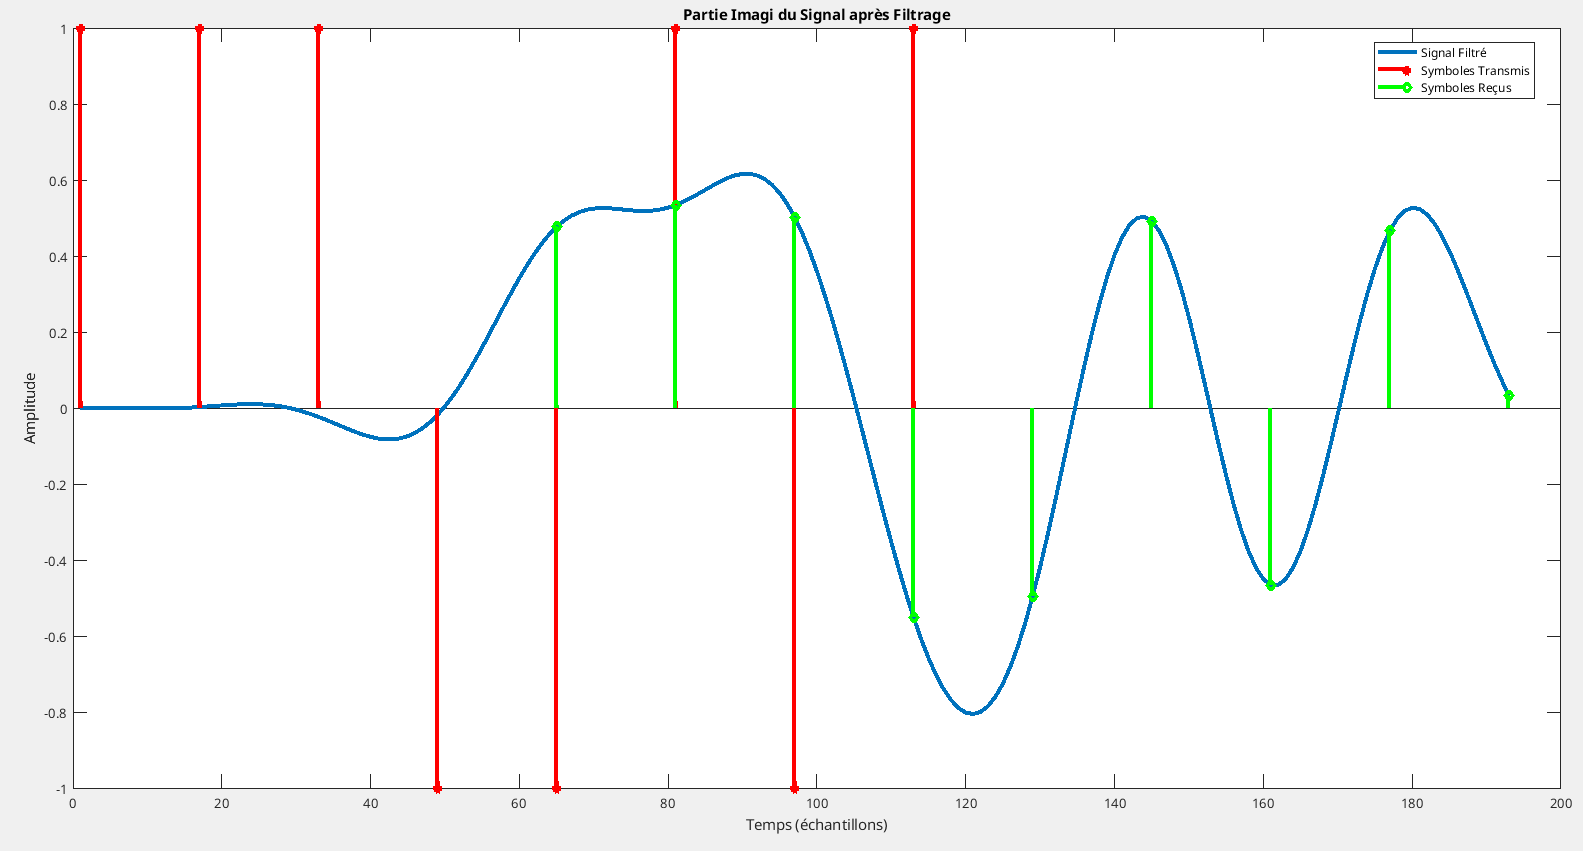 Partie Imagi du Signal après Filtrage
Signal Filtré
Symboles Transmis
Symboles Reçus
1
0.8
0.6
0.4
0.2
0
-0.2
-0.4
-0.6
-0.8
-1
Amplitude
0 20 40 60 80 100 120 140 160 180 200
Temps (échantillons)